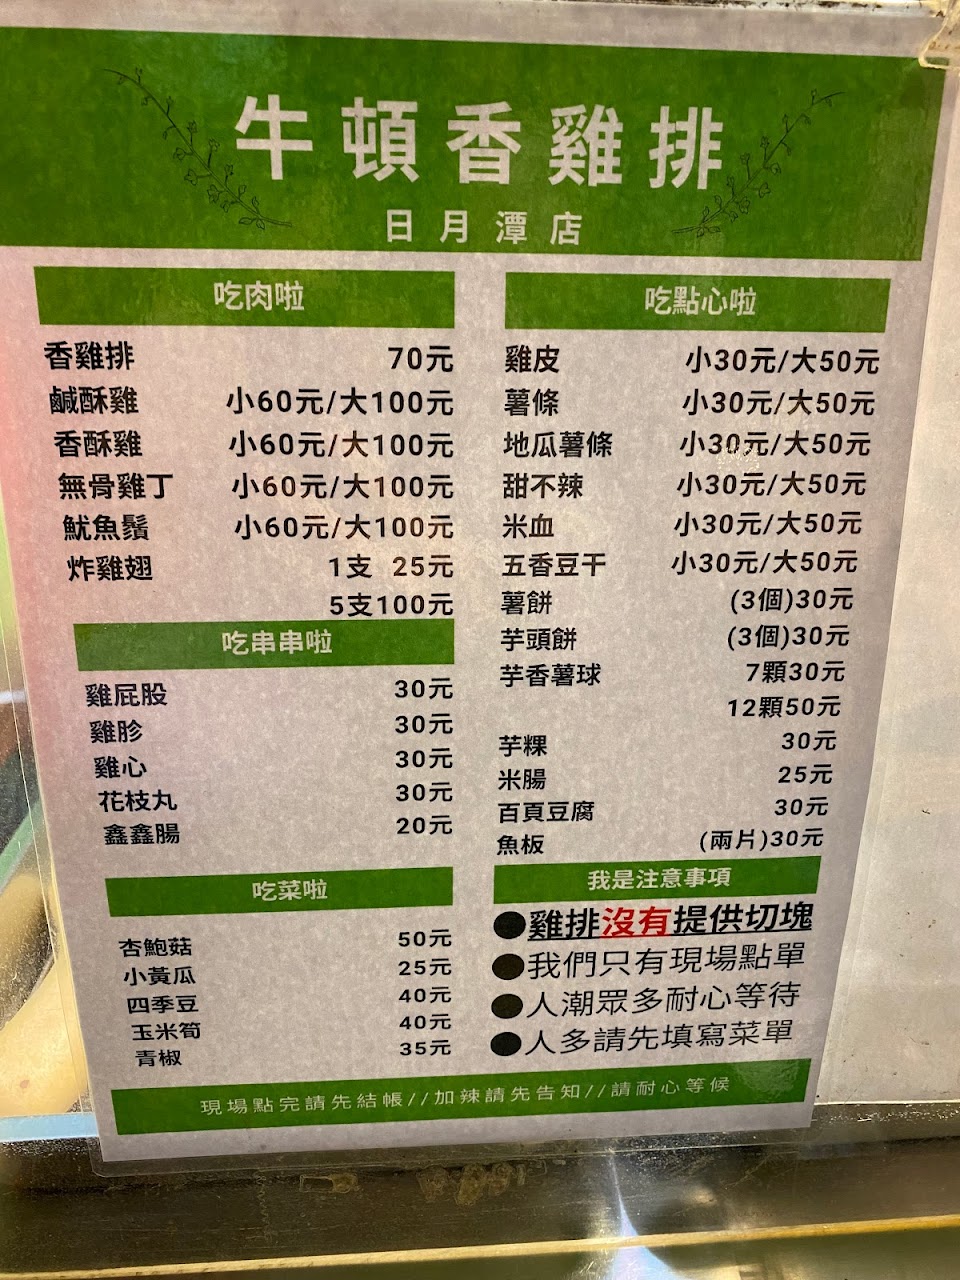 牛頓香雞排
日月潭店
吃肉啦
香雞排 70元
鹹酥雞 小60元/大100元
香酥雞 小60元/大100元
無骨雞丁 小60元/大100元
魷魚鬚 小60元/大100元
炸雞翅 1支 25元
5支100元
吃串串啦
雞屁股 30元
雞胗 30元
雞心 30元
花枝丸 30元
鑫鑫腸 20元
吃菜啦
杏鮑菇 50元
小黃瓜 25元
四季豆 40元
玉米筍 40元
青椒 35元
吃點心啦
雞皮 小30元/大50元
薯條 小30元/大50元
地瓜薯條 小30元/大50元
甜不辣 小30元/大50元
米血 小30元/大50元
五香豆干 小30元/大50元
薯餅 (3個)30元
芋頭餅 (3個)30元
芋香薯球 7顆30元
12顆50元
芋粿 30元
米腸 25元
百頁豆腐 30元
魚板 (兩片)30元
我是注意事項
●雞排沒有提供切塊
●我們只有現場點單
●人潮眾多耐心等待
●人多請先填寫菜單
現場點完請先結帳//加辣請先告知//請耐心等候